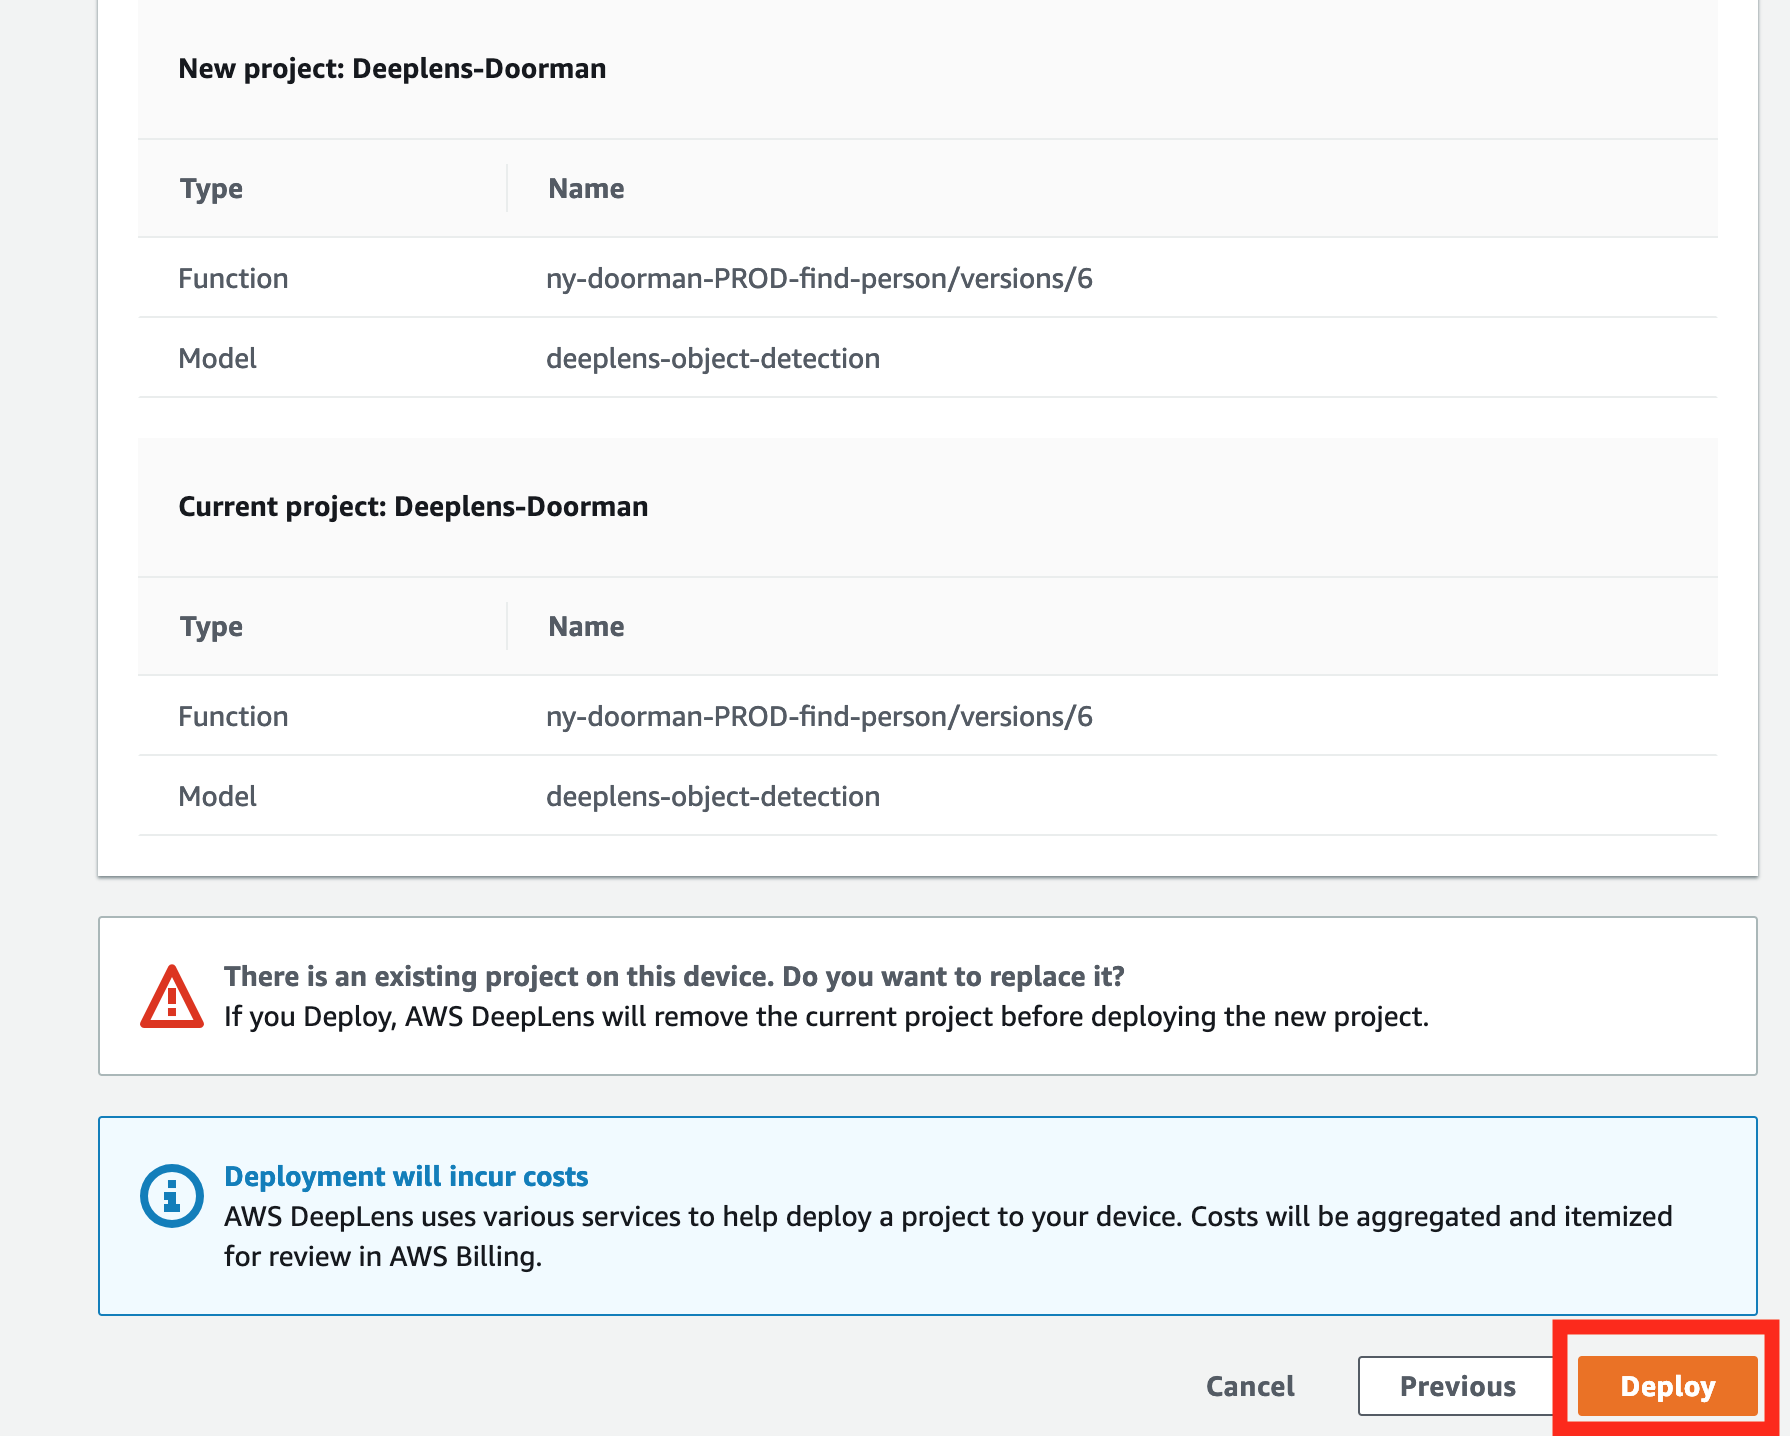 New project: Deeplens-Doorman
Type Name
Function ny-doorman-PROD-find-person/versions/6
Model deeplens-object-detection
Current project: Deeplens-Doorman
Type Name
Function ny-doorman-PROD-find-person/versions/6
Model deeplens-object-detection
There is an existing project on this device. Do you want to replace it?
If you Deploy, AWS DeepLens will remove the current project before deploying the new project.
Deployment will incur costs
AWS DeepLens uses various services to help deploy a project to your device. Costs will be aggregated and itemized
for review in AWS Billing.
Cancel Previous Deploy